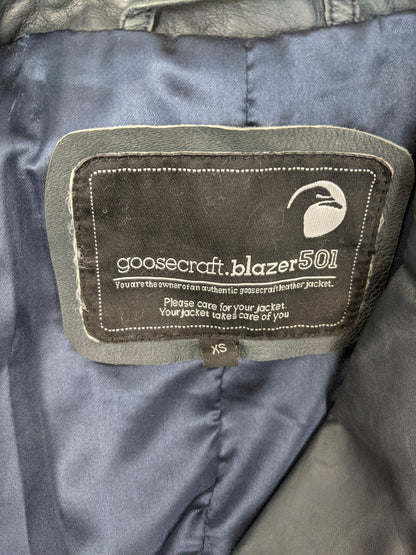 goosecraft.blazer501
You are the owner of an authentic goosecraft leather jacket.
Please care for your jacket.
Your jacket takes care of you
XS